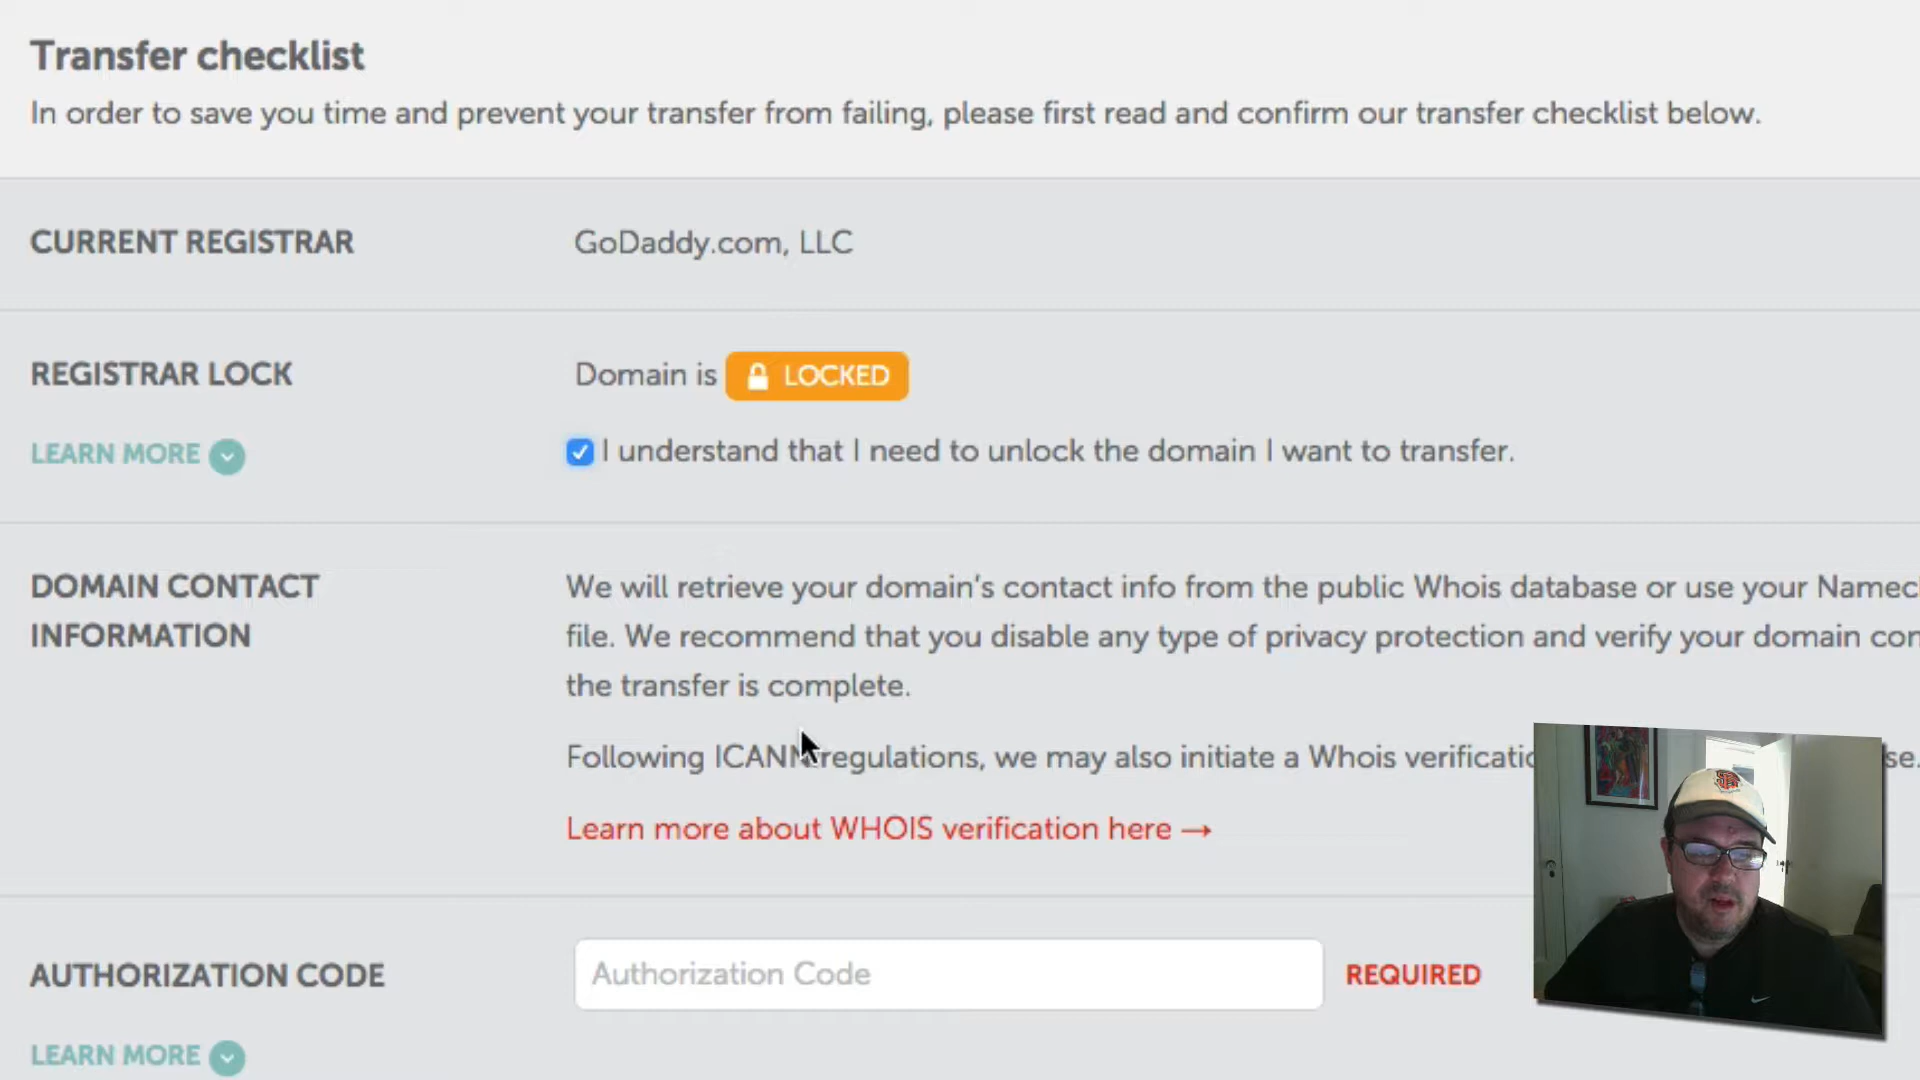 Transfer checklist
In order to save you time and prevent your transfer from failing, please first read and confirm our transfer checklist below.
CURRENT REGISTRAR
GoDaddy.com, LLC
REGISTRAR LOCK
Domain is LOCKED
LEARN MORE
I understand that I need to unlock the domain I want to transfer.
DOMAIN CONTACT
INFORMATION
We will retrieve your domain's contact info from the public Whois database or use your
file. We recommend that you disable any type of privacy protection and verify your domain
the transfer is complete.
Following ICANN regulations, we may also initiate a Whois
Learn more about WHOIS verification here →
AUTHORIZATION CODE
Authorization Code
REQUIRED
LEARN MORE